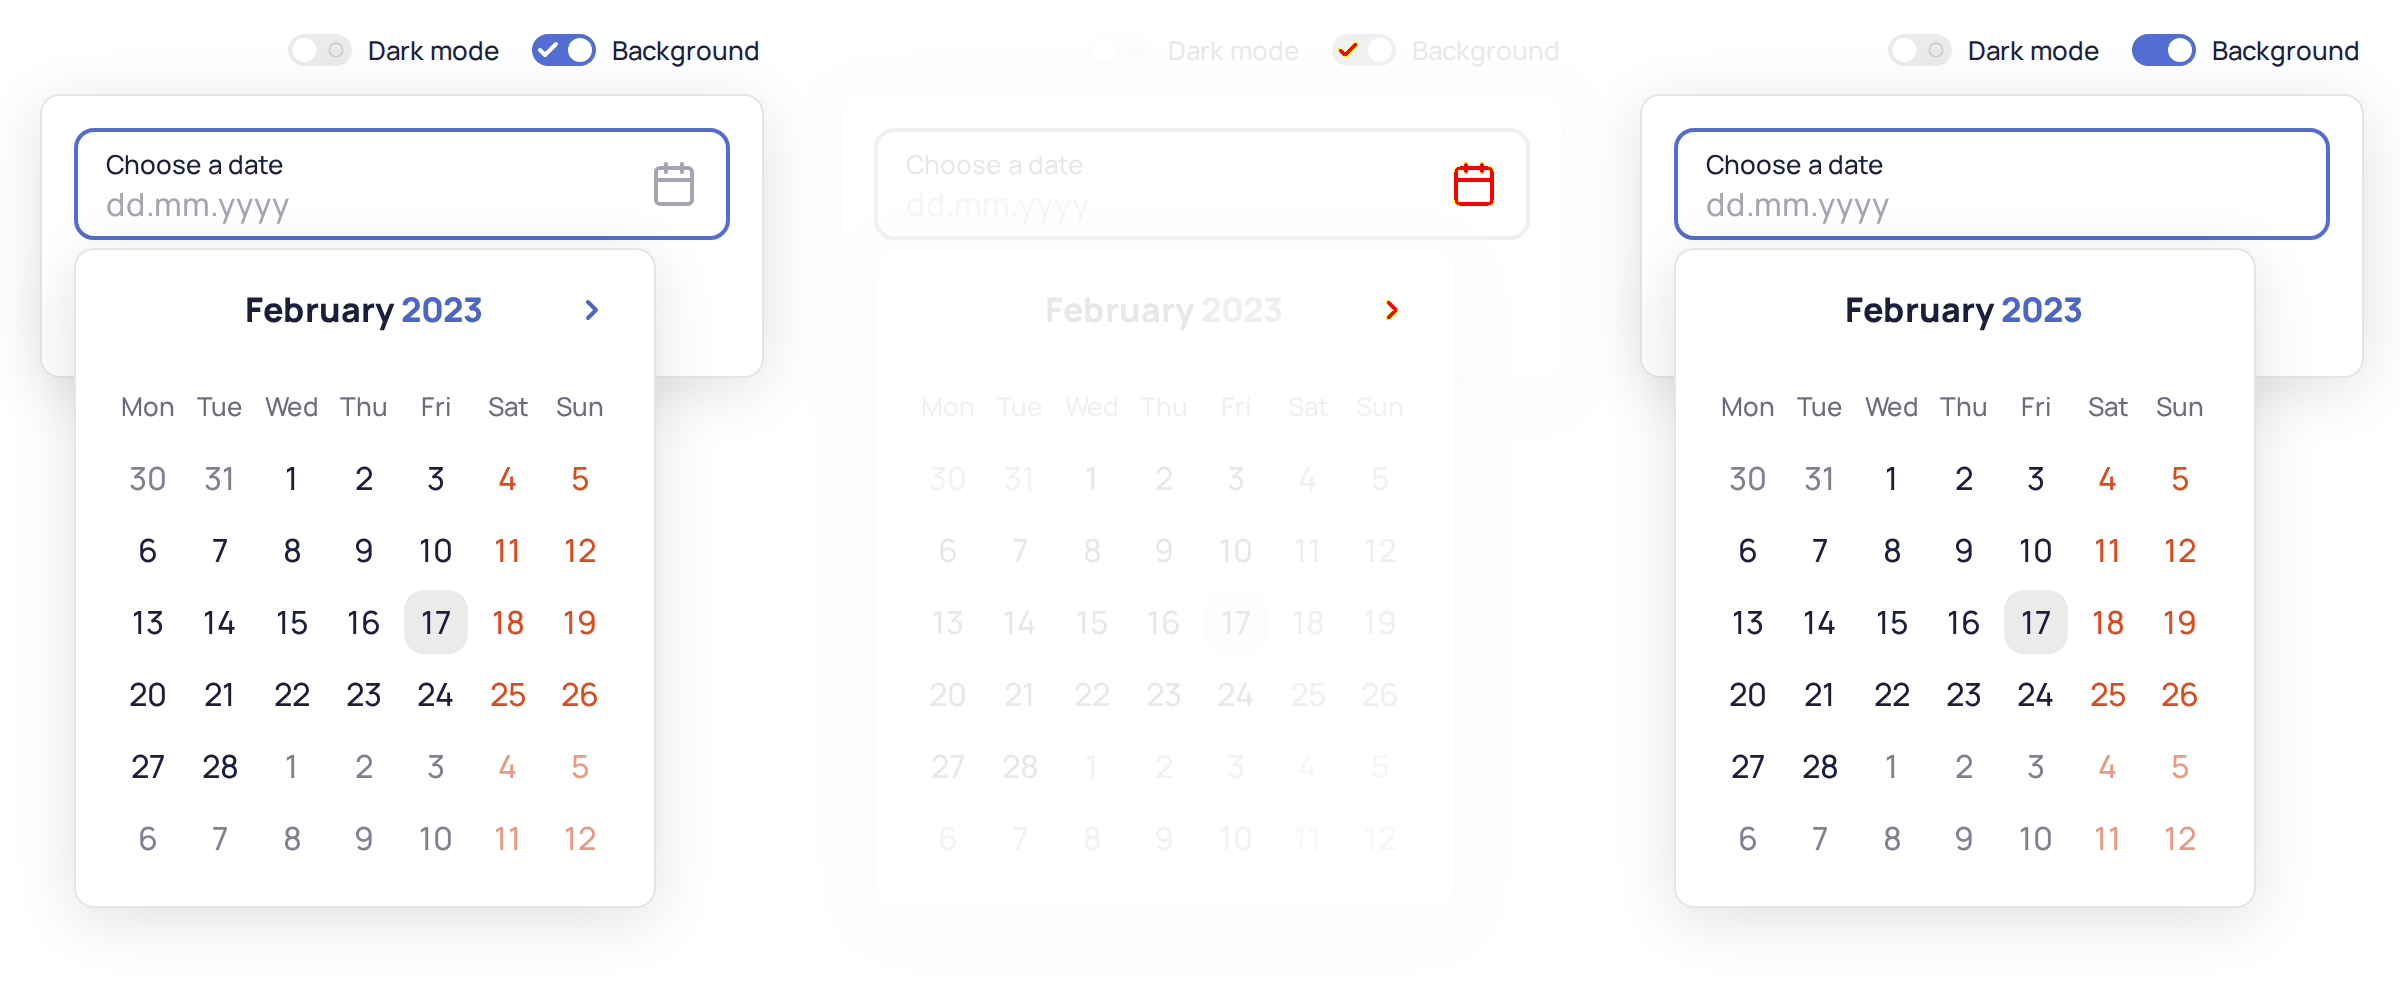 Dark mode Background
Choose a date
dd.mm.yyyy
February 2023
Mon Tue Wed Thu Fri Sat Sun
30 31 1 2 3 4 5
6 7 8 9 10 11 12
13 14 15 16 17 18 19
20 21 22 23 24 25 26
27 28 1 2 3 4 5
6 7 8 9 10 11 12
Dark mode Background
Choose a date
dd.mm.yyyy
February 2023
Mon Tue Wed Thu Fri Sat Sun
30 31 1 2 3 4 5
6 7 8 9 10 11 12
13 14 15 16 17 18 19
20 21 22 23 24 25 26
27 28 1 2 3 4 5
6 7 8 9 10 11 12
Dark mode Background
Choose a date
dd.mm.yyyy
February 2023
Mon Tue Wed Thu Fri Sat Sun
30 31 1 2 3 4 5
6 7 8 9 10 11 12
13 14 15 16 17 18 19
20 21 22 23 24 25 26
27 28 1 2 3 4 5
6 7 8 9 10 11 12